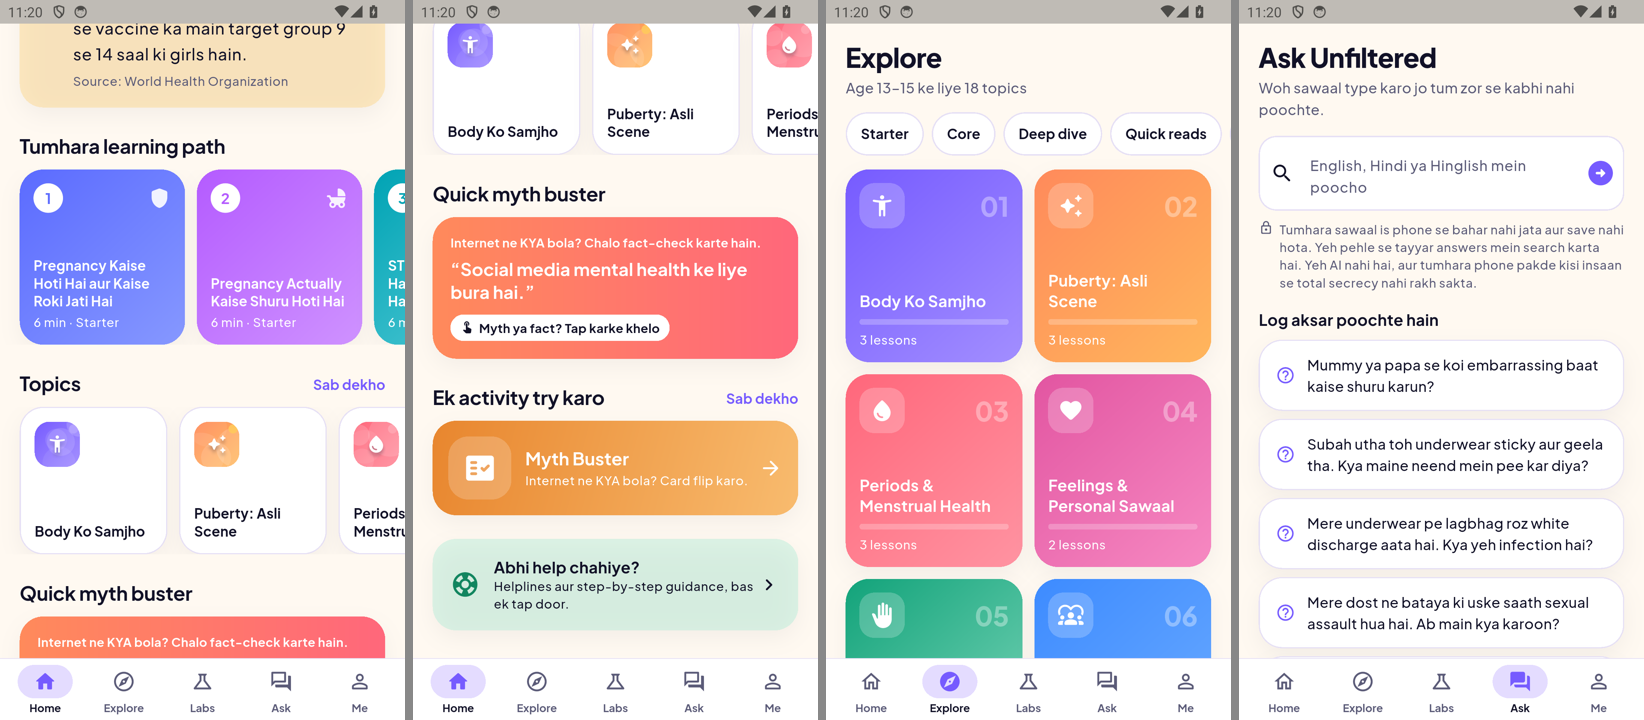 11:20
se vaccine ka main target group 9
se 14 saal ki girls hain.
Source: World Health Organization
Tumhara learning path
1
Pregnancy Kaise
Hoti Hai aur Kaise
Roki Jati Hai
6 min · Starter
2
Pregnancy Actually
Kaise Shuru Hoti Hai
6 min · Starter
3
ST
Ha
Ha
6 m
Topics
Sab dekho
Body Ko Samjho
Puberty: Asli
Scene
Periods
Menstru
Quick myth buster
Internet ne KYA bola? Chalo fact-check karte hain.
Home
Explore
Labs
Ask
Me
11:20
Body Ko Samjho
Puberty: Asli
Scene
Periods
Menstru
Quick myth buster
Internet ne KYA bola? Chalo fact-check karte hain.
“Social media mental health ke liye
bura hai.”
Myth ya fact? Tap karke khelo
Ek activity try karo
Sab dekho
Myth Buster
Internet ne KYA bola? Card flip karo.
Abhi help chahiye?
Helplines aur step-by-step guidance, bas
ek tap door.
Home
Explore
Labs
Ask
Me
11:20
Explore
Age 13–15 ke liye 18 topics
Starter
Core
Deep dive
Quick reads
01
Body Ko Samjho
3 lessons
02
Puberty: Asli
Scene
3 lessons
03
Periods &
Menstrual Health
3 lessons
04
Feelings &
Personal Sawaal
2 lessons
05
06
Home
Explore
Labs
Ask
Me
11:20
Ask Unfiltered
Woh sawaal type karo jo tum zor se kabhi nahi
poochte.
English, Hindi ya Hinglish mein
poocho
Tumhara sawaal is phone se bahar nahi jata aur save nahi
hota. Yeh pehle se tayyar answers mein search karta
hai. Yeh AI nahi hai, aur tumhara phone pakde kisi insaan
se total secrecy nahi rakh sakta.
Log aksar poochte hain
Mummy ya papa se koi embarrassing baat
kaise shuru karun?
Subah utha toh underwear sticky aur geela
tha. Kya maine neend mein pee kar diya?
Mere underwear pe lagbhag roz white
discharge aata hai. Kya yeh infection hai?
Mere dost ne bataya ki uske saath sexual
assault hua hai. Ab main kya karoon?
Home
Explore
Labs
Ask
Me